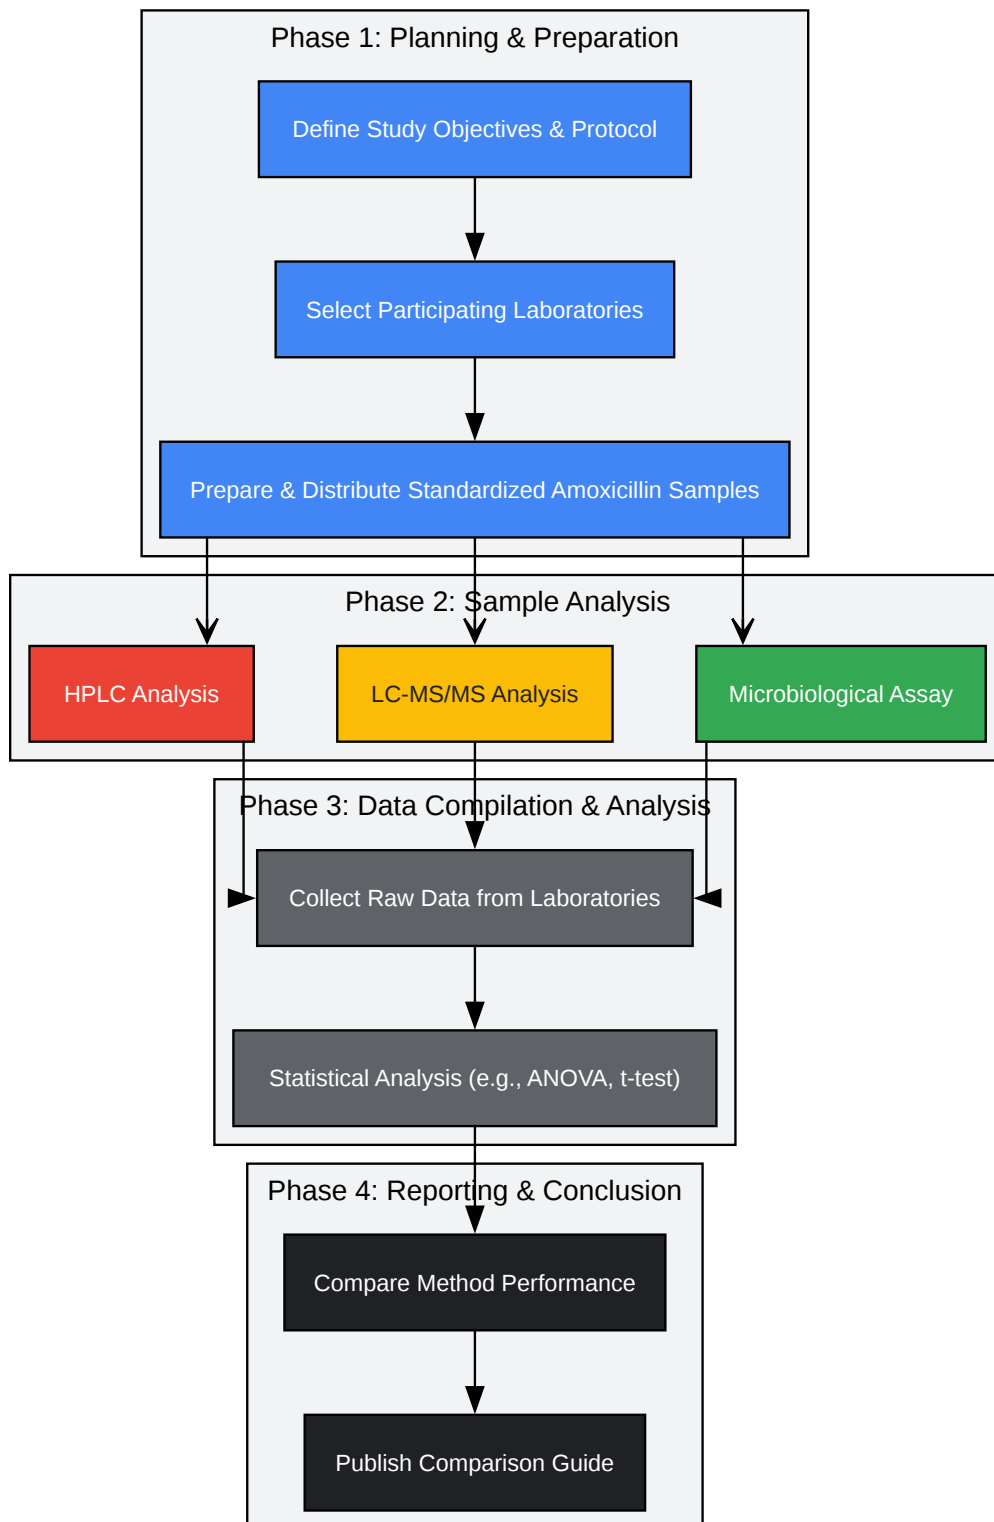 Phase 1: Planning & Preparation
Define Study Objectives & Protocol
Select Participating Laboratories
Prepare & Distribute Standardized Amoxicillin Samples
Phase 2: Sample Analysis
HPLC Analysis
LC-MS/MS Analysis
Microbiological Assay
Phase 3: Data Compilation & Analysis
Collect Raw Data from Laboratories
Statistical Analysis (e.g., ANOVA, t-test)
Phase 4: Reporting & Conclusion
Compare Method Performance
Publish Comparison Guide